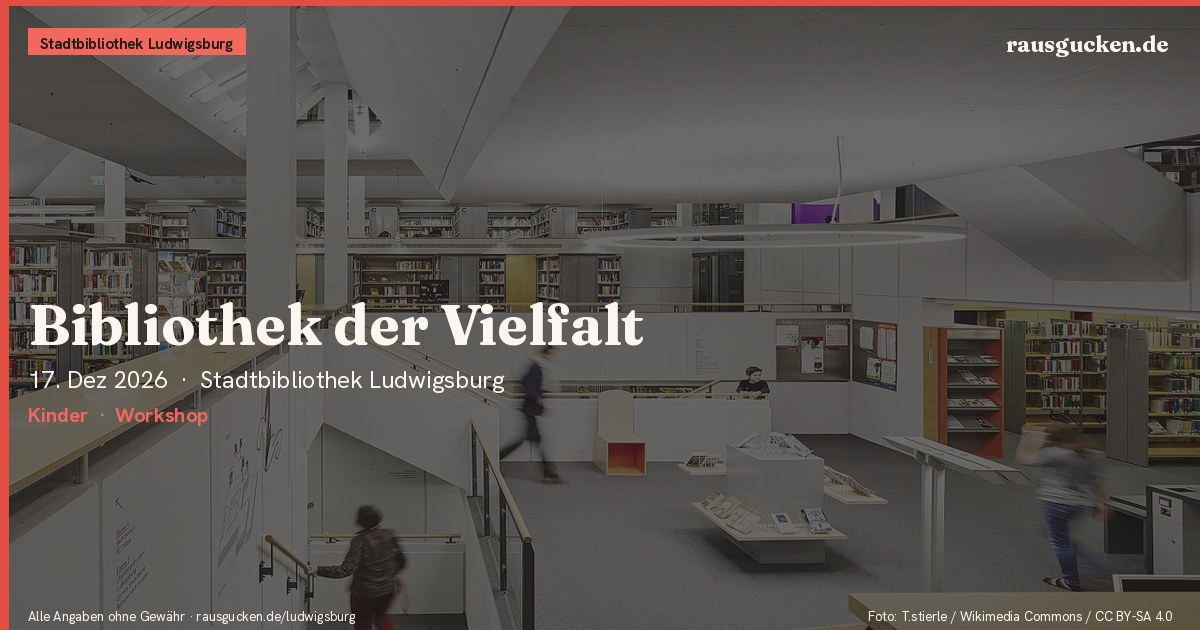 Stadtbibliothek Ludwigsburg
rausgucken.de
Bibliothek der Vielfalt
17. Dez 2026 · Stadtbibliothek Ludwigsburg
Kinder · Workshop
Alle Angaben ohne Gewähr · rausgucken.de/ludwigsburg
Foto: T.stierle / Wikimedia Commons / CC BY-SA 4.0